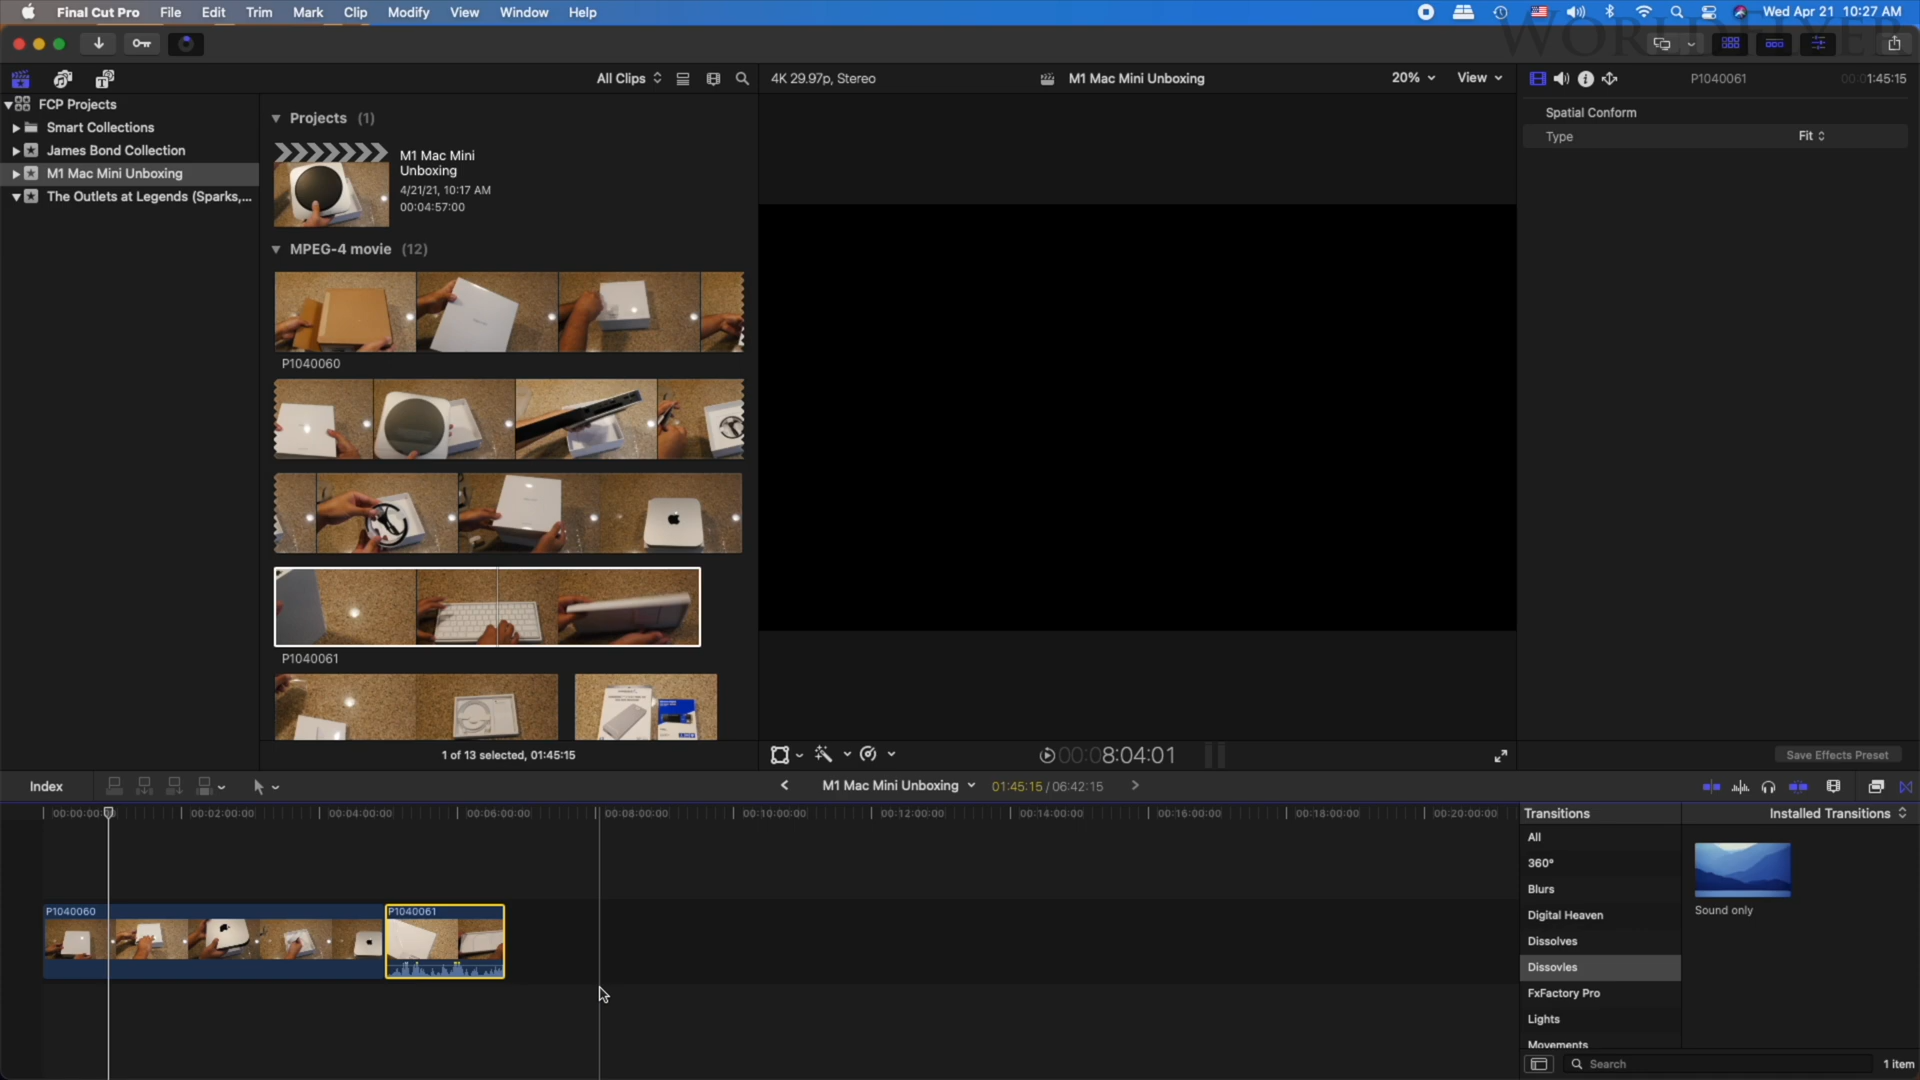 Final Cut Pro File Edit Trim Mark Clip Modify View Window Help
Wed Apr 21 10:27 AM
WORLDFLYER
All Clips
4K 29.97p, Stereo
M1 Mac Mini Unboxing
20%
View
P1040061
00:01:45:15
FCP Projects
Smart Collections
James Bond Collection
M1 Mac Mini Unboxing
The Outlets at Legends (Sparks,...
Projects (1)
M1 Mac Mini
Unboxing
4/21/21, 10:17 AM
00:04:57:00
MPEG-4 movie (12)
P1040060
P1040061
1 of 13 selected, 01:45:15
Spatial Conform
Type Fit
00:08:04:01
Save Effects Preset
Index
M1 Mac Mini Unboxing
01:45:15 / 06:42:15
00:00:00:00 00:02:00:00 00:04:00:00 00:06:00:00 00:08:00:00 00:10:00:00 00:12:00:00 00:14:00:00 00:16:00:00 00:18:00:00 00:20:00:00
P1040060
P1040061
Transitions
Installed Transitions
All
360°
Blurs
Digital Heaven
Dissolves
Dissovles
FxFactory Pro
Lights
Movements
Sound only
Search
1 item